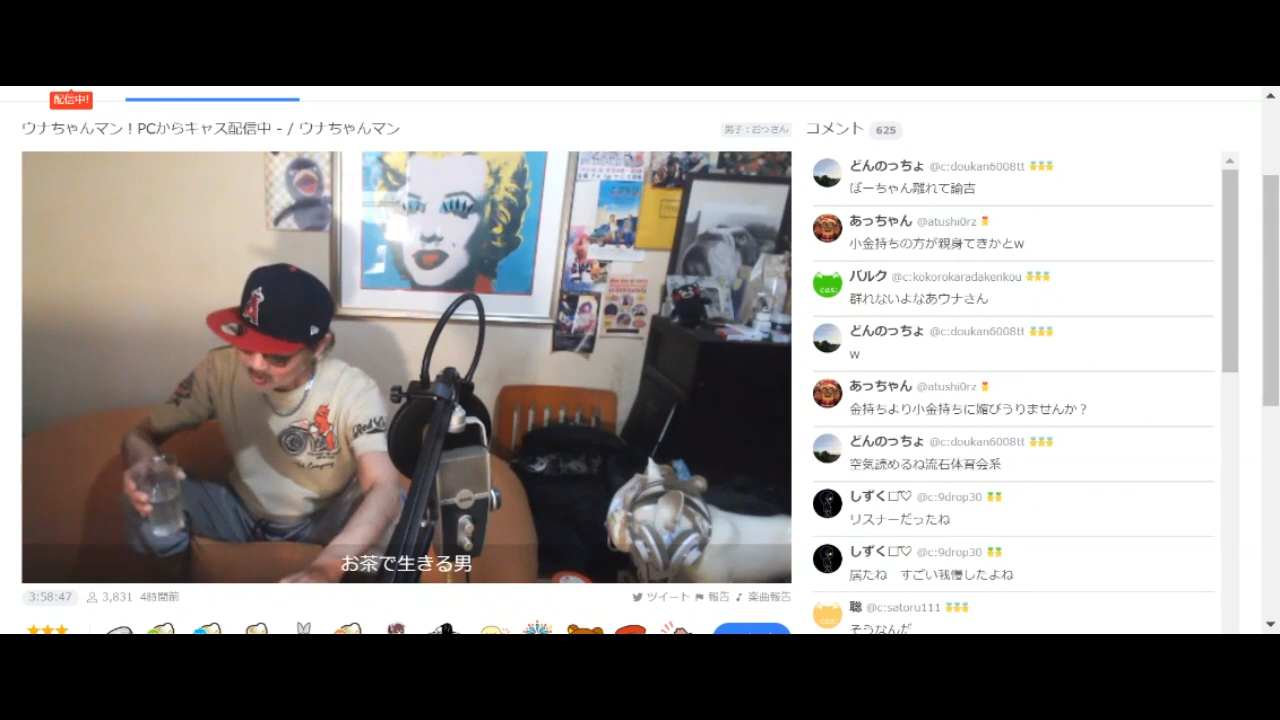 配信中!
ウナちゃんマン！PCからキャス配信中 - / ウナちゃんマン
男子：おっさん
お茶で生きる男
3:58:47 3,831 4時間前
ツイート 報告 楽曲報告
コメント 625
どんのっちょ @c:doukan6008tt
ばーちゃん離れて諭吉
あっちゃん @atushi0rz
小金持ちの方が親身てきかとw
バルク @c:kokorokaradakenkou
群れないよなあウナさん
どんのっちょ @c:doukan6008tt
w
あっちゃん @atushi0rz
金持ちより小金持ちに媚びうりませんか？
どんのっちょ @c:doukan6008tt
空気読めるね流石体育会系
しずく□♡ @c:9drop30
リスナーだったね
しずく□♡ @c:9drop30
居たね　すごい我慢したよね
聡 @c:satoru111
そうなんだ